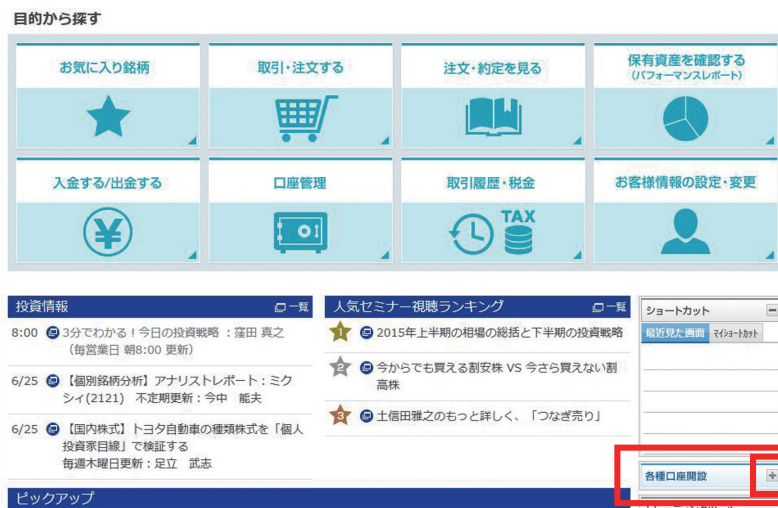 目的から探す
お気に入り銘柄
取引・注文する
注文・約定を見る
保有資産を確認する
(パフォーマンスレポート)
入金する/出金する
口座管理
取引履歴・税金
お客様情報の設定・変更
TAX
投資情報
一覧
8:00 3分でわかる！今日の投資戦略 ：窪田 真之
（毎営業日 朝8:00 更新）
6/25 【個別銘柄分析】アナリストレポート：ミク
シィ(2121) 不定期更新：今中 能夫
6/25 【国内株式】トヨタ自動車の種類株式を「個人
投資家目線」で検証する
毎週木曜日更新：足立 武志
ピックアップ
人気セミナー視聴ランキング
一覧
1 2015年上半期の相場の総括と下半期の投資戦略
2 今からでも買える割安株 VS 今さら買えない割
高株
3 土信田雅之のもっと詳しく、「つなぎ売り」
ショートカット
最近見た画面 マイショートカット
各種口座開設